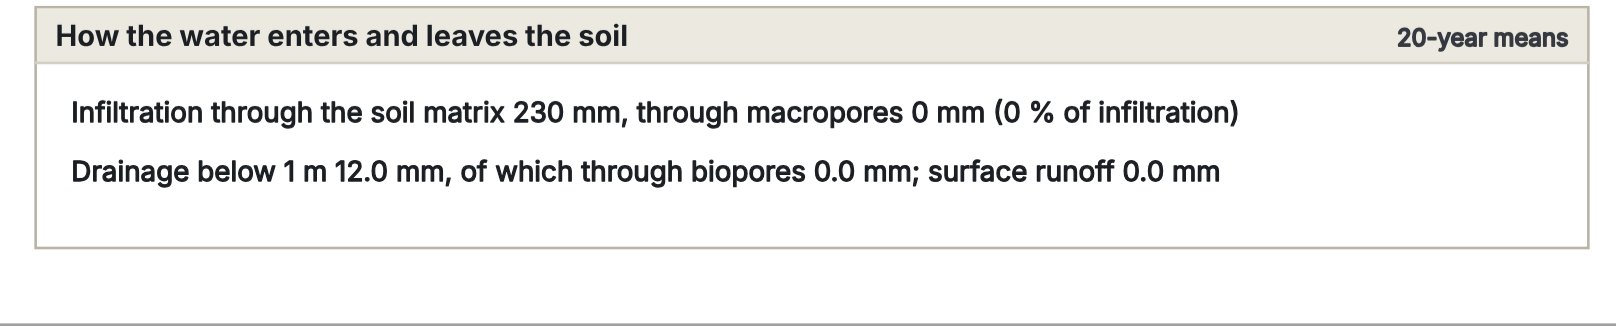 How the water enters and leaves the soil 20-year means
Infiltration through the soil matrix 230 mm, through macropores 0 mm (0 % of infiltration)
Drainage below 1 m 12.0 mm, of which through biopores 0.0 mm; surface runoff 0.0 mm